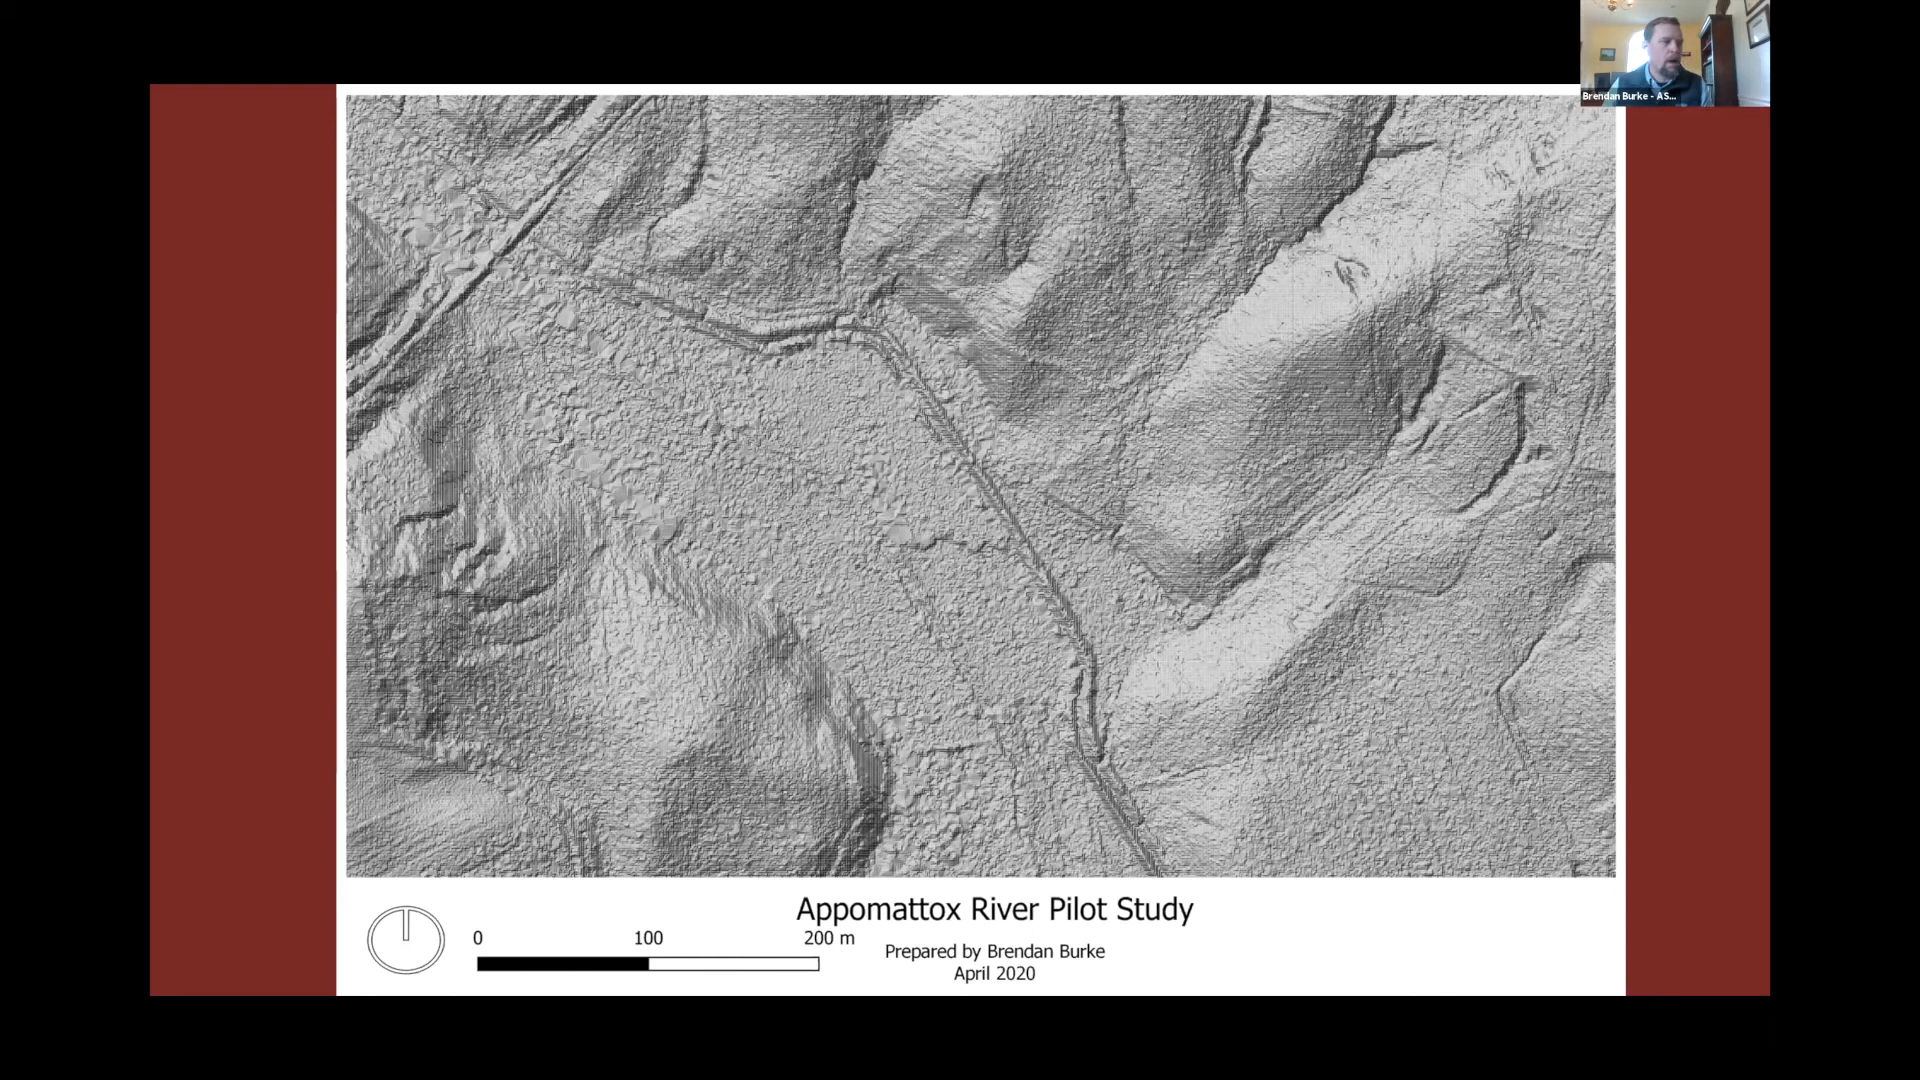 Brendan Burke - AS...
Appomattox River Pilot Study
0 100 200 m
Prepared by Brendan Burke
April 2020